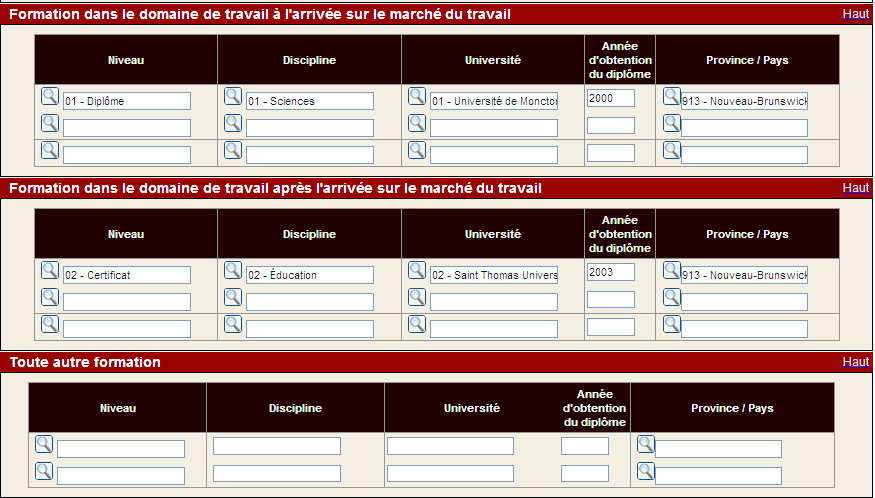 Formation dans le domaine de travail à l'arrivée sur le marché du travail Haut
Niveau Discipline Université Année d'obtention du diplôme Province / Pays
01 - Diplôme 01 - Sciences 01 - Université de Moncton 2000 913 - Nouveau-Brunswick
Formation dans le domaine de travail après l'arrivée sur le marché du travail Haut
Niveau Discipline Université Année d'obtention du diplôme Province / Pays
02 - Certificat 02 - Éducation 02 - Saint Thomas Univers 2003 913 - Nouveau-Brunswick
Toute autre formation Haut
Niveau Discipline Université Année d'obtention du diplôme Province / Pays